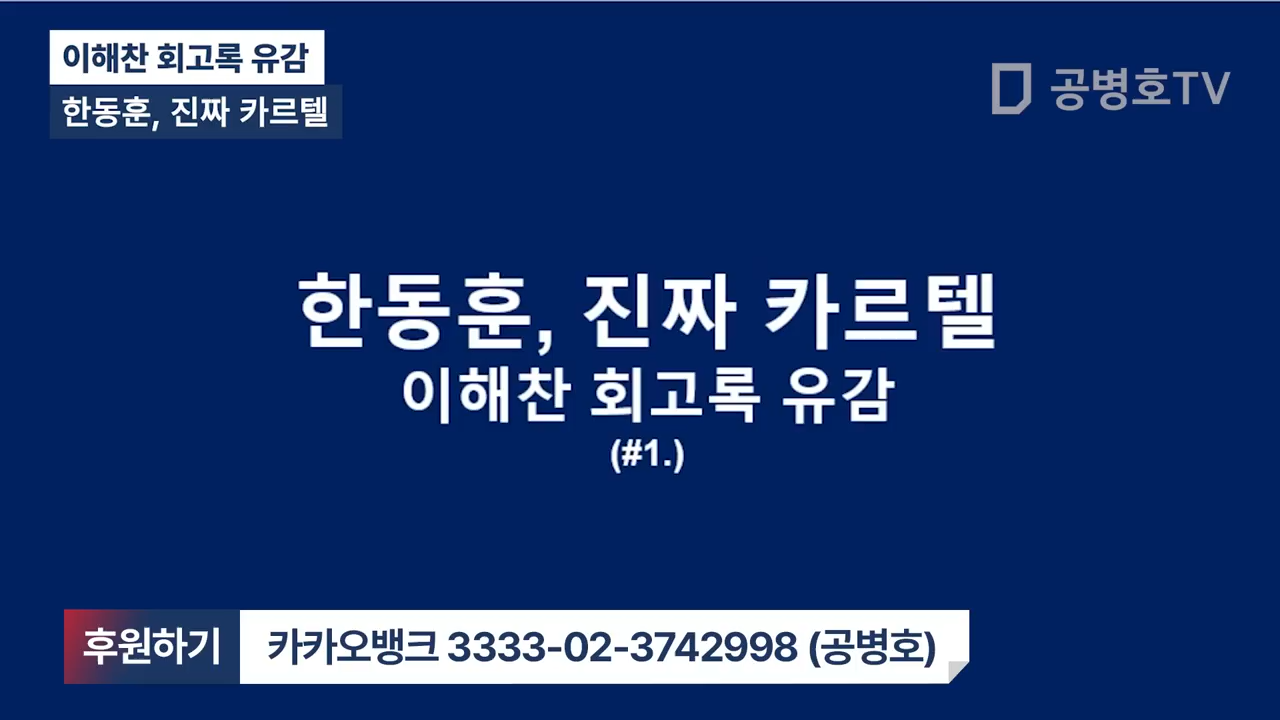 이해찬 회고록 유감
한동훈, 진짜 카르텔
공병호TV
한동훈, 진짜 카르텔
이해찬 회고록 유감
(#1.)
후원하기
카카오뱅크 3333-02-3742998 (공병호)